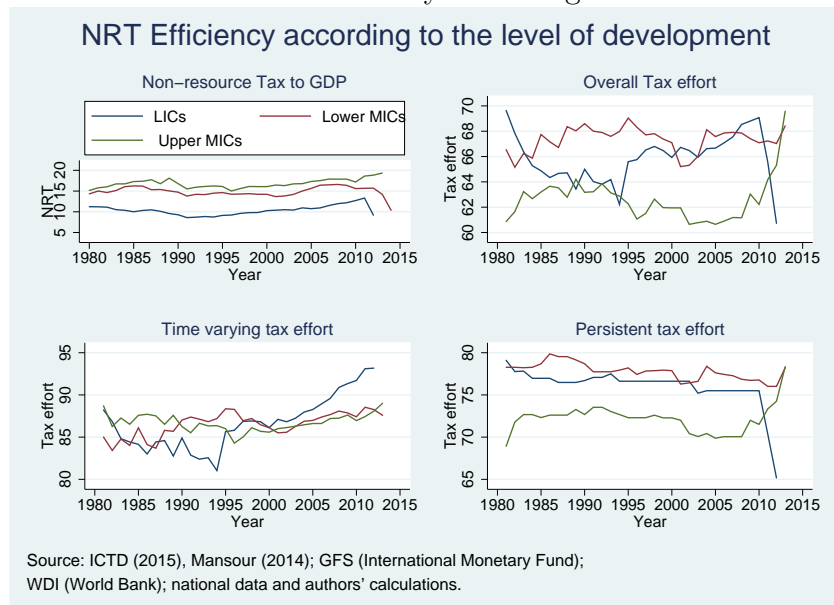 NRT Efficiency according to the level of development
Non−resource Tax to GDP
LICs
Lower MICs
Upper MICs
NRT
5 10 15 20
1980 1985 1990 1995 2000 2005 2010 2015
Year
Overall Tax effort
Tax effort
60 62 64 66 68 70
1980 1985 1990 1995 2000 2005 2010 2015
Year
Time varying tax effort
Tax effort
80 85 90 95
1980 1985 1990 1995 2000 2005 2010 2015
Year
Persistent tax effort
Tax effort
65 70 75 80
1980 1985 1990 1995 2000 2005 2010 2015
Year
Source: ICTD (2015), Mansour (2014); GFS (International Monetary Fund);
WDI (World Bank); national data and authors' calculations.